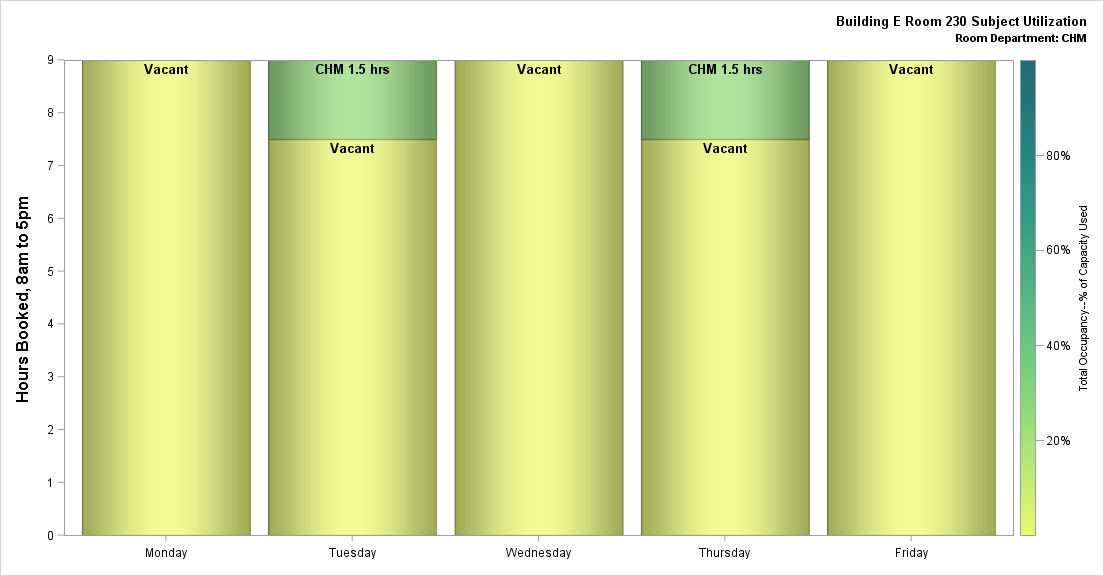 Building E Room 230 Subject Utilization
Room Department: CHM
Hours Booked, 8am to 5pm
9
8
7
6
5
4
3
2
1
0
Vacant
CHM 1.5 hrs
Vacant
Vacant
CHM 1.5 hrs
Vacant
Vacant
Monday
Tuesday
Wednesday
Thursday
Friday
80%
60%
40%
20%
Total Occupancy--% of Capacity Used